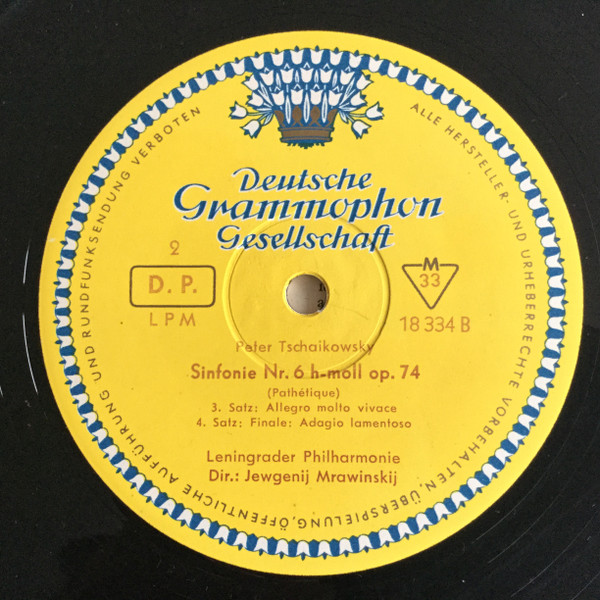 Deutsche
Grammophon
Gesellschaft
2
D. P.
LPM
M
33
18 334 B
Peter Tschaikowsky
Sinfonie Nr. 6 h-moll op. 74
(Pathétique)
3. Satz: Allegro molto vivace
4. Satz: Finale: Adagio lamentoso
Leningrader Philharmonie
Dir.: Jewgenij Mrawinskij
ALLE HERSTELLER- UND URHEBERRECHTE VORBEHALTEN, ÜBERSPIELUNG, ÖFFENTLICHE AUFFÜHRUNG UND RUNDFUNKSENDUNG VERBOTEN